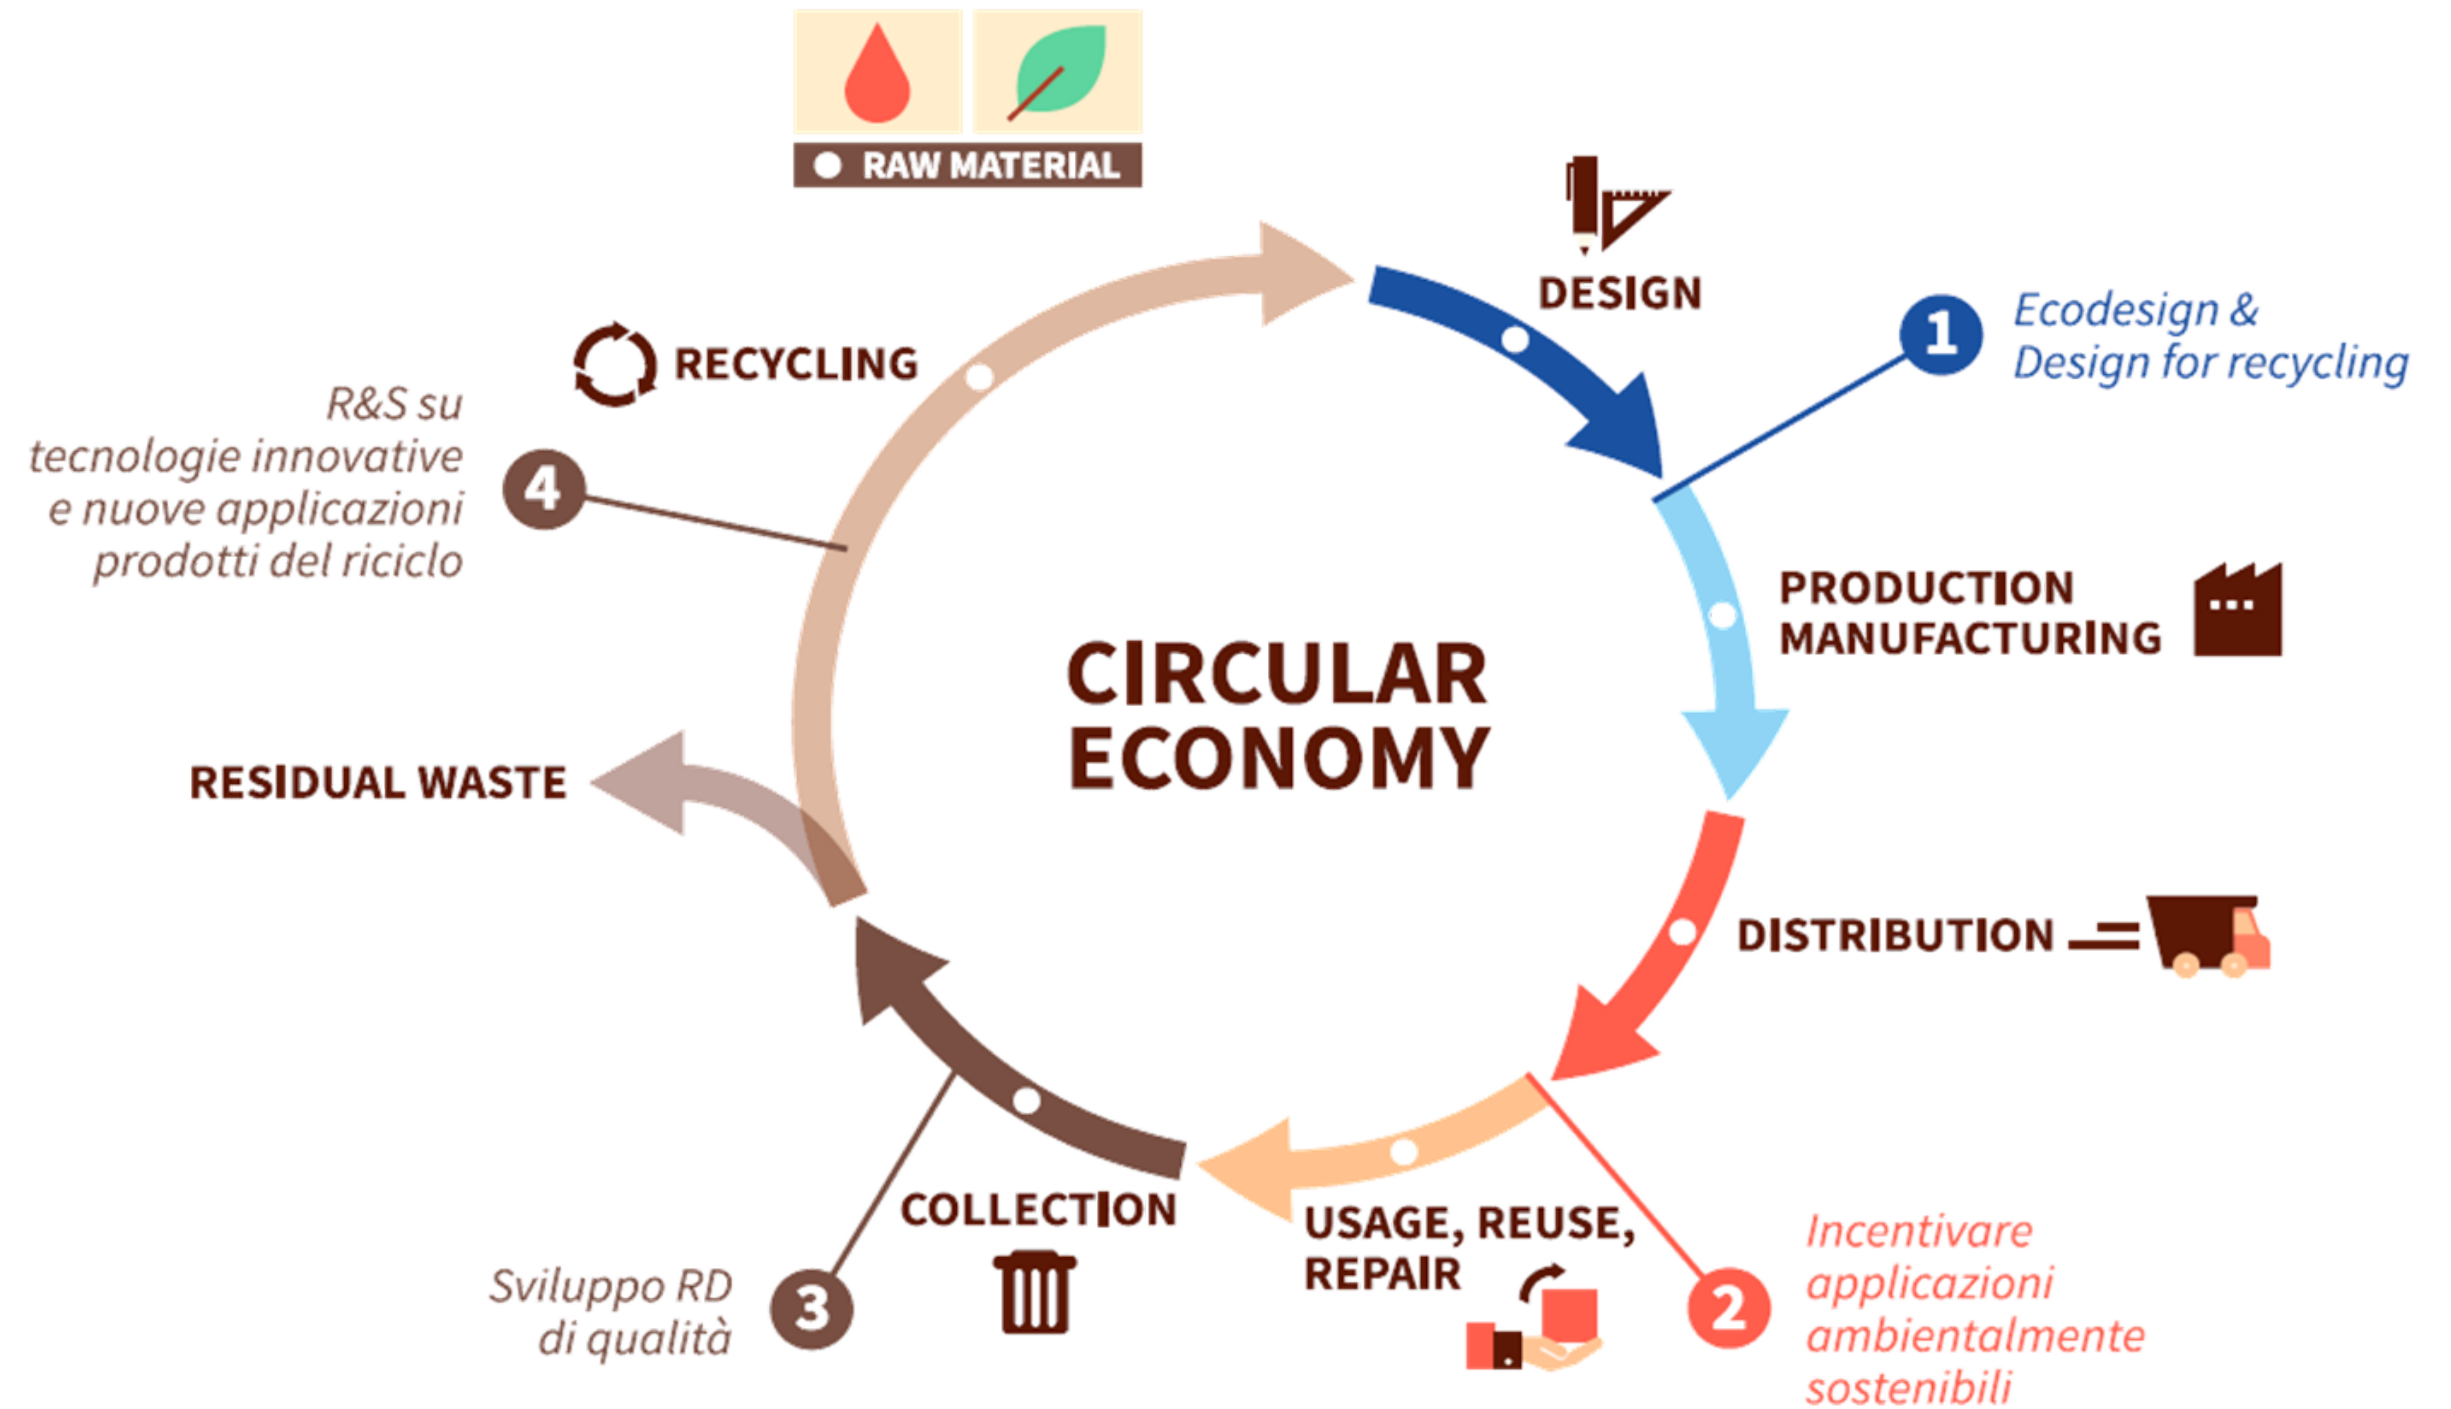 RAW MATERIAL
DESIGN
1
Ecodesign &
Design for recycling
PRODUCTION
MANUFACTURING
DISTRIBUTION
USAGE, REUSE,
REPAIR
2
Incentivare
applicazioni
ambientalmente
sostenibili
COLLECTION
3
Sviluppo RD
di qualità
RESIDUAL WASTE
RECYCLING
4
R&S su
tecnologie innovative
e nuove applicazioni
prodotti del riciclo
CIRCULAR
ECONOMY